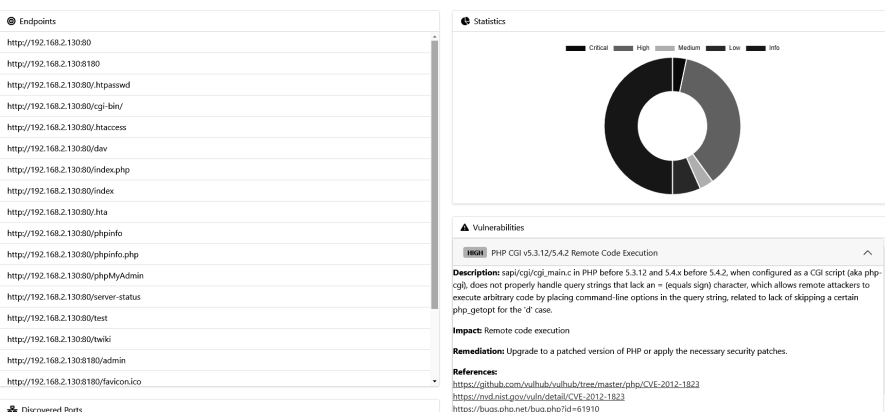 Endpoints
http://192.168.2.130:80
http://192.168.2.130:8180
http://192.168.2.130:80/.htpasswd
http://192.168.2.130:80/cgi-bin/
http://192.168.2.130:80/.htaccess
http://192.168.2.130:80/dav
http://192.168.2.130:80/index.php
http://192.168.2.130:80/index
http://192.168.2.130:80/.hta
http://192.168.2.130:80/phpinfo
http://192.168.2.130:80/phpinfo.php
http://192.168.2.130:80/phpMyAdmin
http://192.168.2.130:80/server-status
http://192.168.2.130:80/test
http://192.168.2.130:80/twiki
http://192.168.2.130:8180/admin
http://192.168.2.130:8180/favicon.ico
Discovered Ports
Statistics
Critical High Medium Low Info
Vulnerabilities
HIGH PHP CGI v5.3.12/5.4.2 Remote Code Execution
Description: sapi/cgi/cgi_main.c in PHP before 5.3.12 and 5.4.x before 5.4.2, when configured as a CGI script (aka php-
cgi), does not properly handle query strings that lack an = (equals sign) character, which allows remote attackers to
execute arbitrary code by placing command-line options in the query string, related to lack of skipping a certain
php_getopt for the 'd' case.
Impact: Remote code execution
Remediation: Upgrade to a patched version of PHP or apply the necessary security patches.
References:
https://github.com/vulhub/vulhub/tree/master/php/CVE-2012-1823
https://nvd.nist.gov/vuln/detail/CVE-2012-1823
https://bugs.php.net/bug.php?id=61910